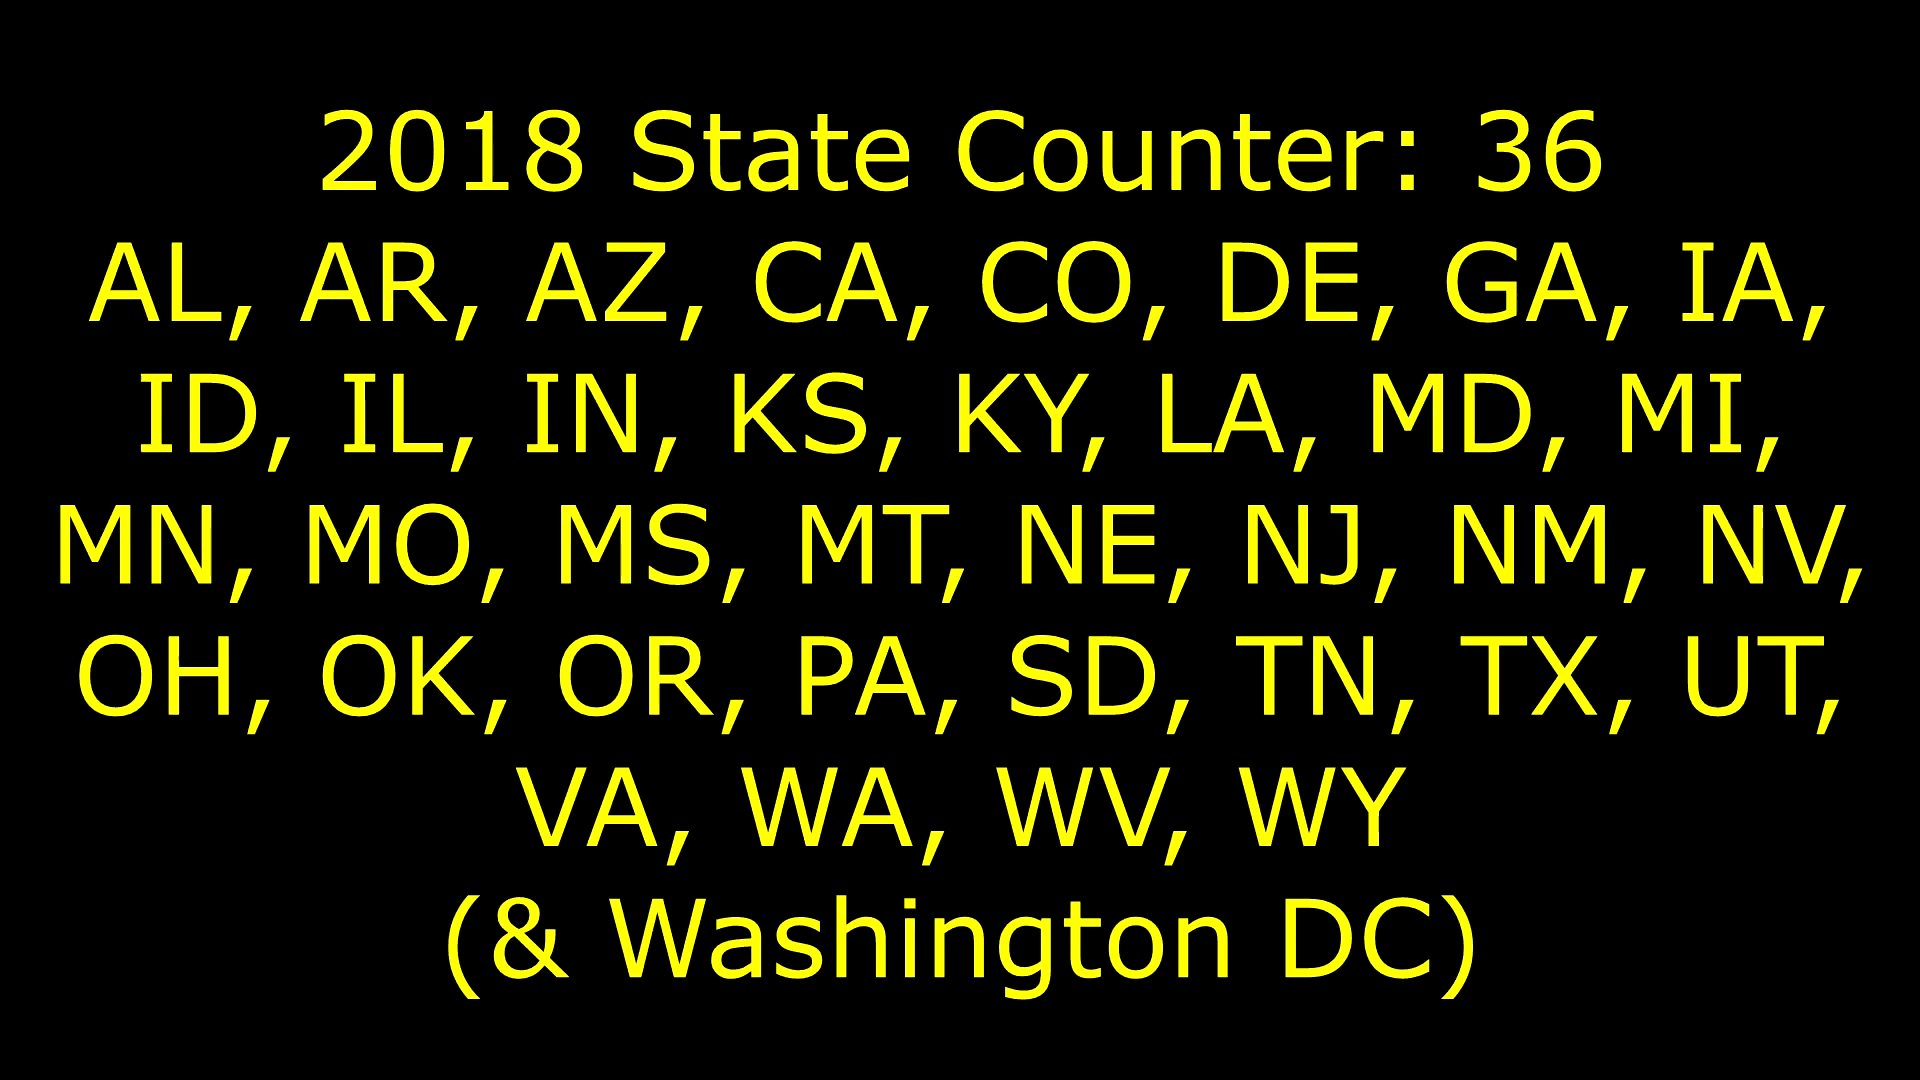 2018 State Counter: 36
AL, AR, AZ, CA, CO, DE, GA, IA,
ID, IL, IN, KS, KY, LA, MD, MI,
MN, MO, MS, MT, NE, NJ, NM, NV,
OH, OK, OR, PA, SD, TN, TX, UT,
VA, WA, WV, WY
(& Washington DC)